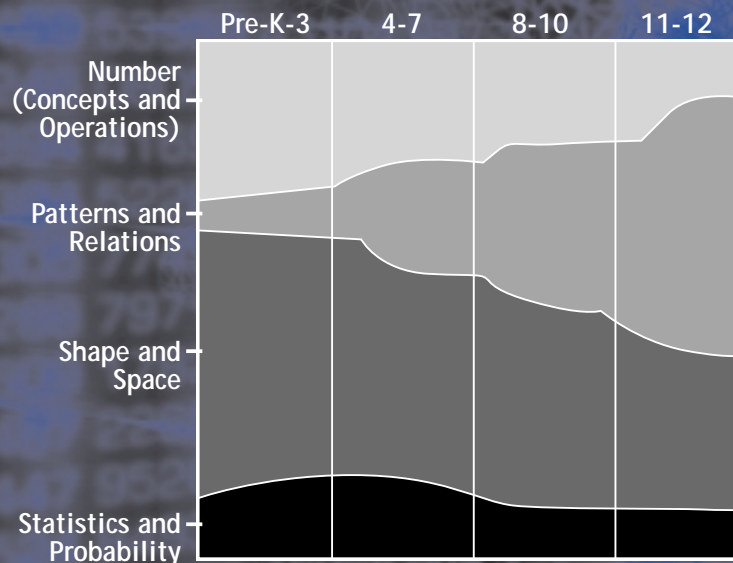 Pre-K-3 4-7 8-10 11-12
Number
(Concepts and
Operations)
Patterns and
Relations
Shape and
Space
Statistics and
Probability